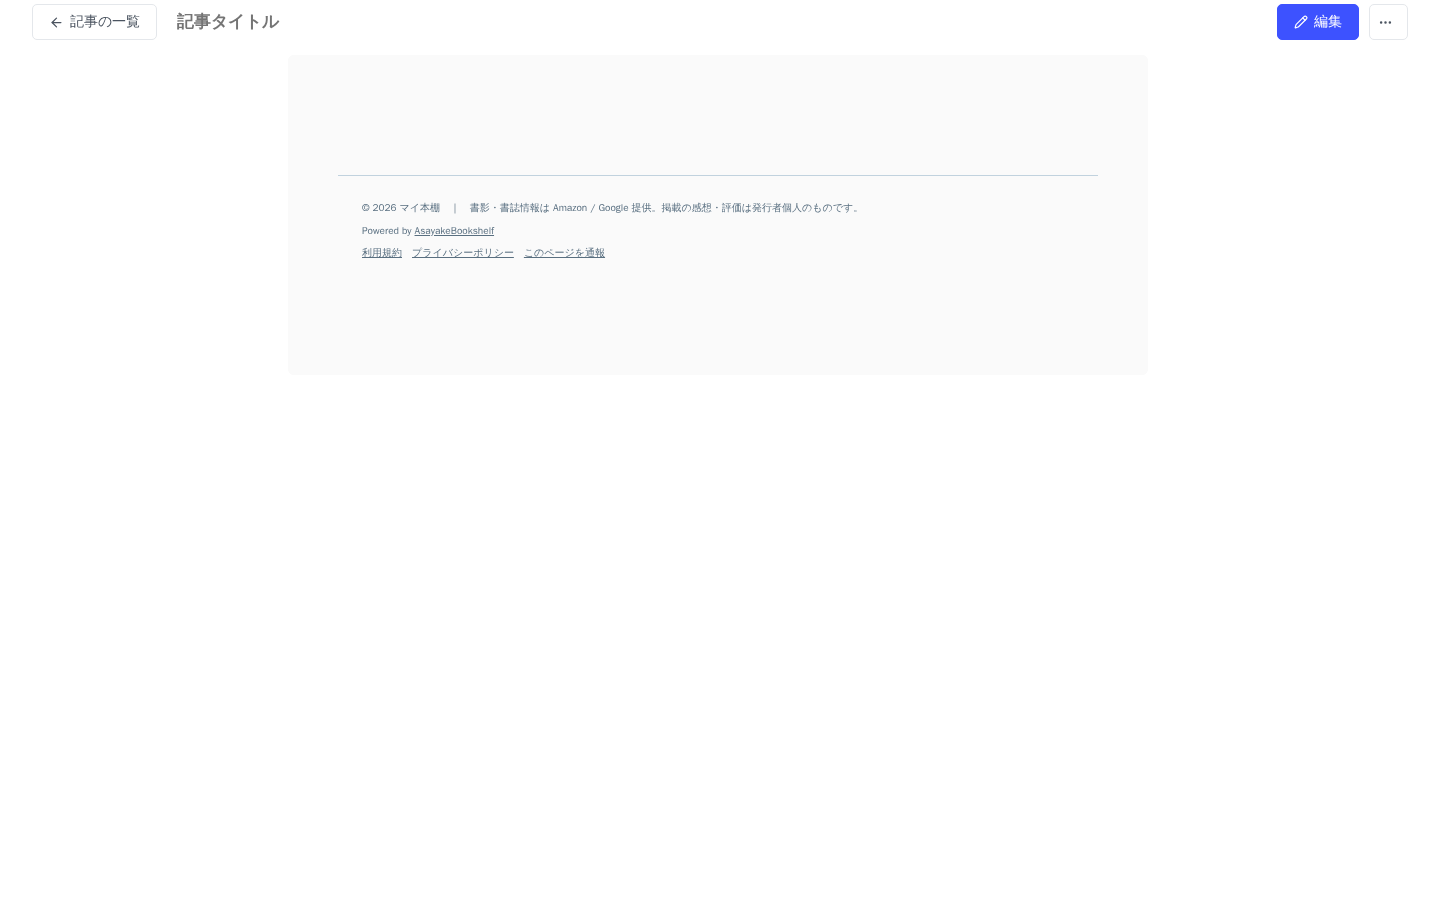 記事の一覧
記事タイトル
編集
© 2026 マイ本棚　｜　書影・書誌情報は Amazon / Google 提供。掲載の感想・評価は発行者個人のものです。
Powered by AsayakeBookshelf
利用規約　プライバシーポリシー　このページを通報